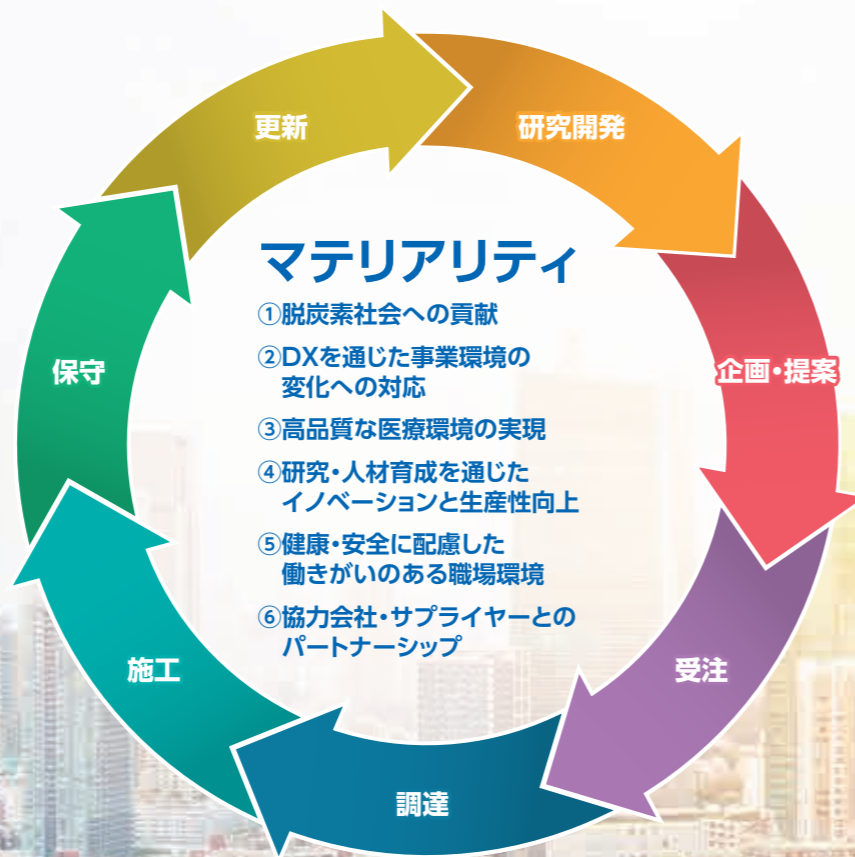 更新
研究開発
マテリアリティ
①脱炭素社会への貢献
②DXを通じた事業環境の
変化への対応
③高品質な医療環境の実現
④研究・人材育成を通じた
イノベーションと生産性向上
⑤健康・安全に配慮した
働きがいのある職場環境
⑥協力会社・サプライヤーとの
パートナーシップ
企画・提案
受注
調達
施工
保守